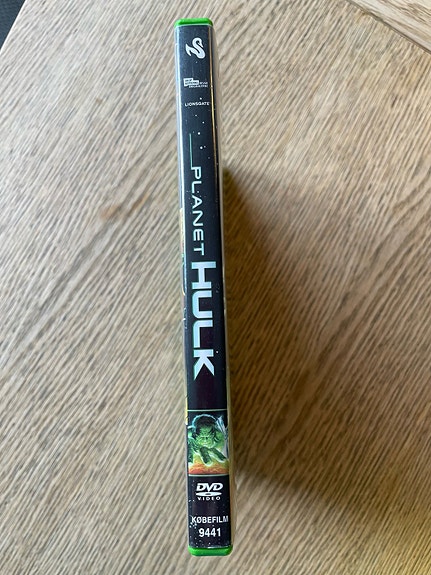 LIONSGATE
PLANET HULK
DVD
VIDEO
KØBEFILM
9441